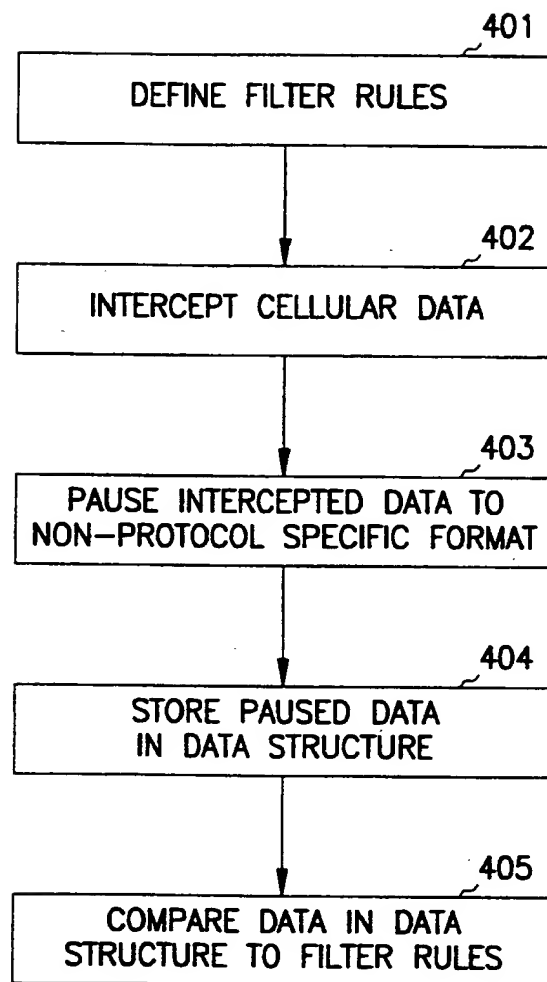 401
DEFINE FILTER RULES
402
INTERCEPT CELLULAR DATA
403
PAUSE INTERCEPTED DATA TO
NON-PROTOCOL SPECIFIC FORMAT
404
STORE PAUSED DATA
IN DATA STRUCTURE
405
COMPARE DATA IN DATA
STRUCTURE TO FILTER RULES